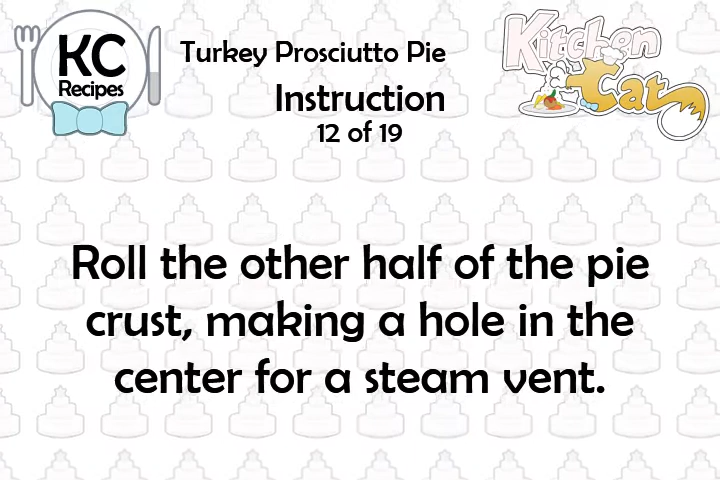 KC
Recipes
Turkey Prosciutto Pie
Instruction
12 of 19
Kitchen
Cat
Roll the other half of the pie
crust, making a hole in the
center for a steam vent.